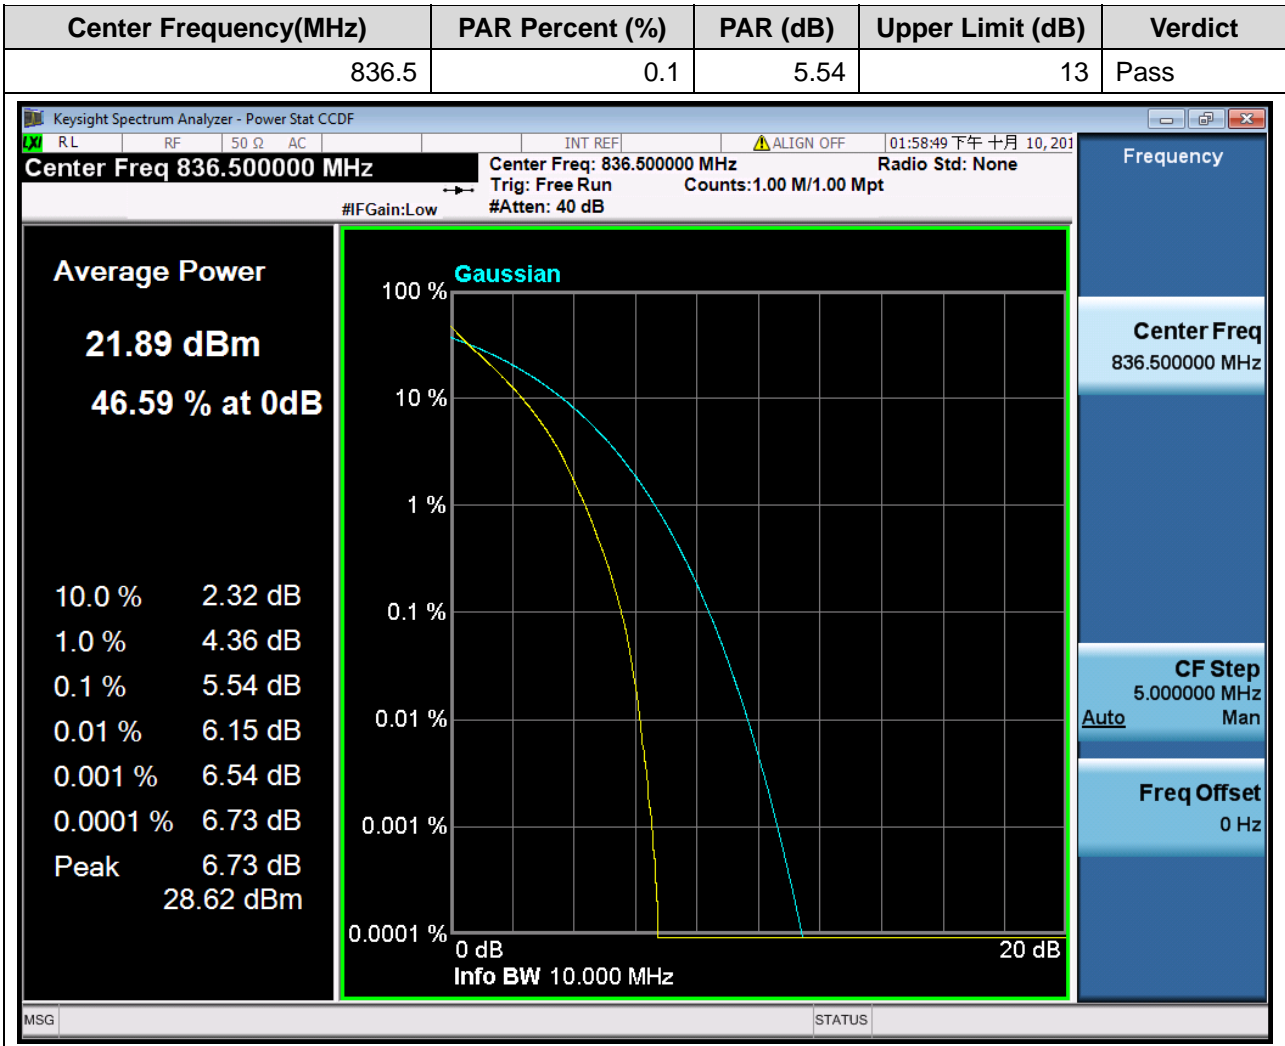 Center Frequency(MHz) PAR Percent (%) PAR (dB) Upper Limit (dB) Verdict
836.5 0.1 5.54 13 Pass
Keysight Spectrum Analyzer - Power Stat CCDF
LXI RL RF 50 Ω AC INT REF ALIGN OFF 01:58:49 下午 十月 10, 201
Center Freq 836.500000 MHz
Center Freq: 836.500000 MHz Radio Std: None
Trig: Free Run Counts:1.00 M/1.00 Mpt
#IFGain:Low #Atten: 40 dB
Frequency
Average Power
21.89 dBm
46.59 % at 0dB
10.0 % 2.32 dB
1.0 % 4.36 dB
0.1 % 5.54 dB
0.01 % 6.15 dB
0.001 % 6.54 dB
0.0001 % 6.73 dB
Peak 6.73 dB
28.62 dBm
Gaussian
100 %
10 %
1 %
0.1 %
0.01 %
0.001 %
0.0001 %
0 dB 20 dB
Info BW 10.000 MHz
Center Freq
836.500000 MHz
CF Step
5.000000 MHz
Auto Man
Freq Offset
0 Hz
MSG STATUS